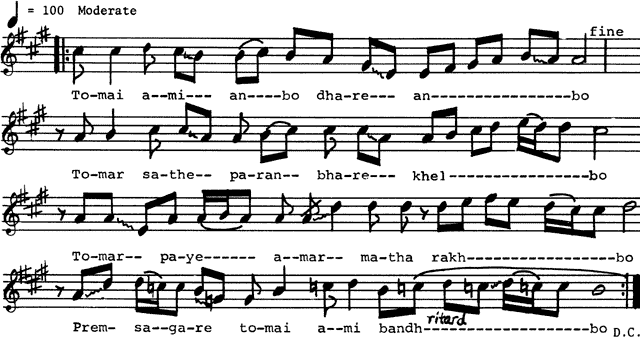 = 100 Moderate
fine
To-mai a--mi--- an----bo dha-re--- an------------------bo
To-mar sa-the-- pa-ran-- bha-re--- khel------------------bo
To-mar-- pa-ye------ a-mar-- ma-tha rakh------------------bo
ritard
Prem- sa-ga-re to-mai a-mi bandh---------------------bo D.C.